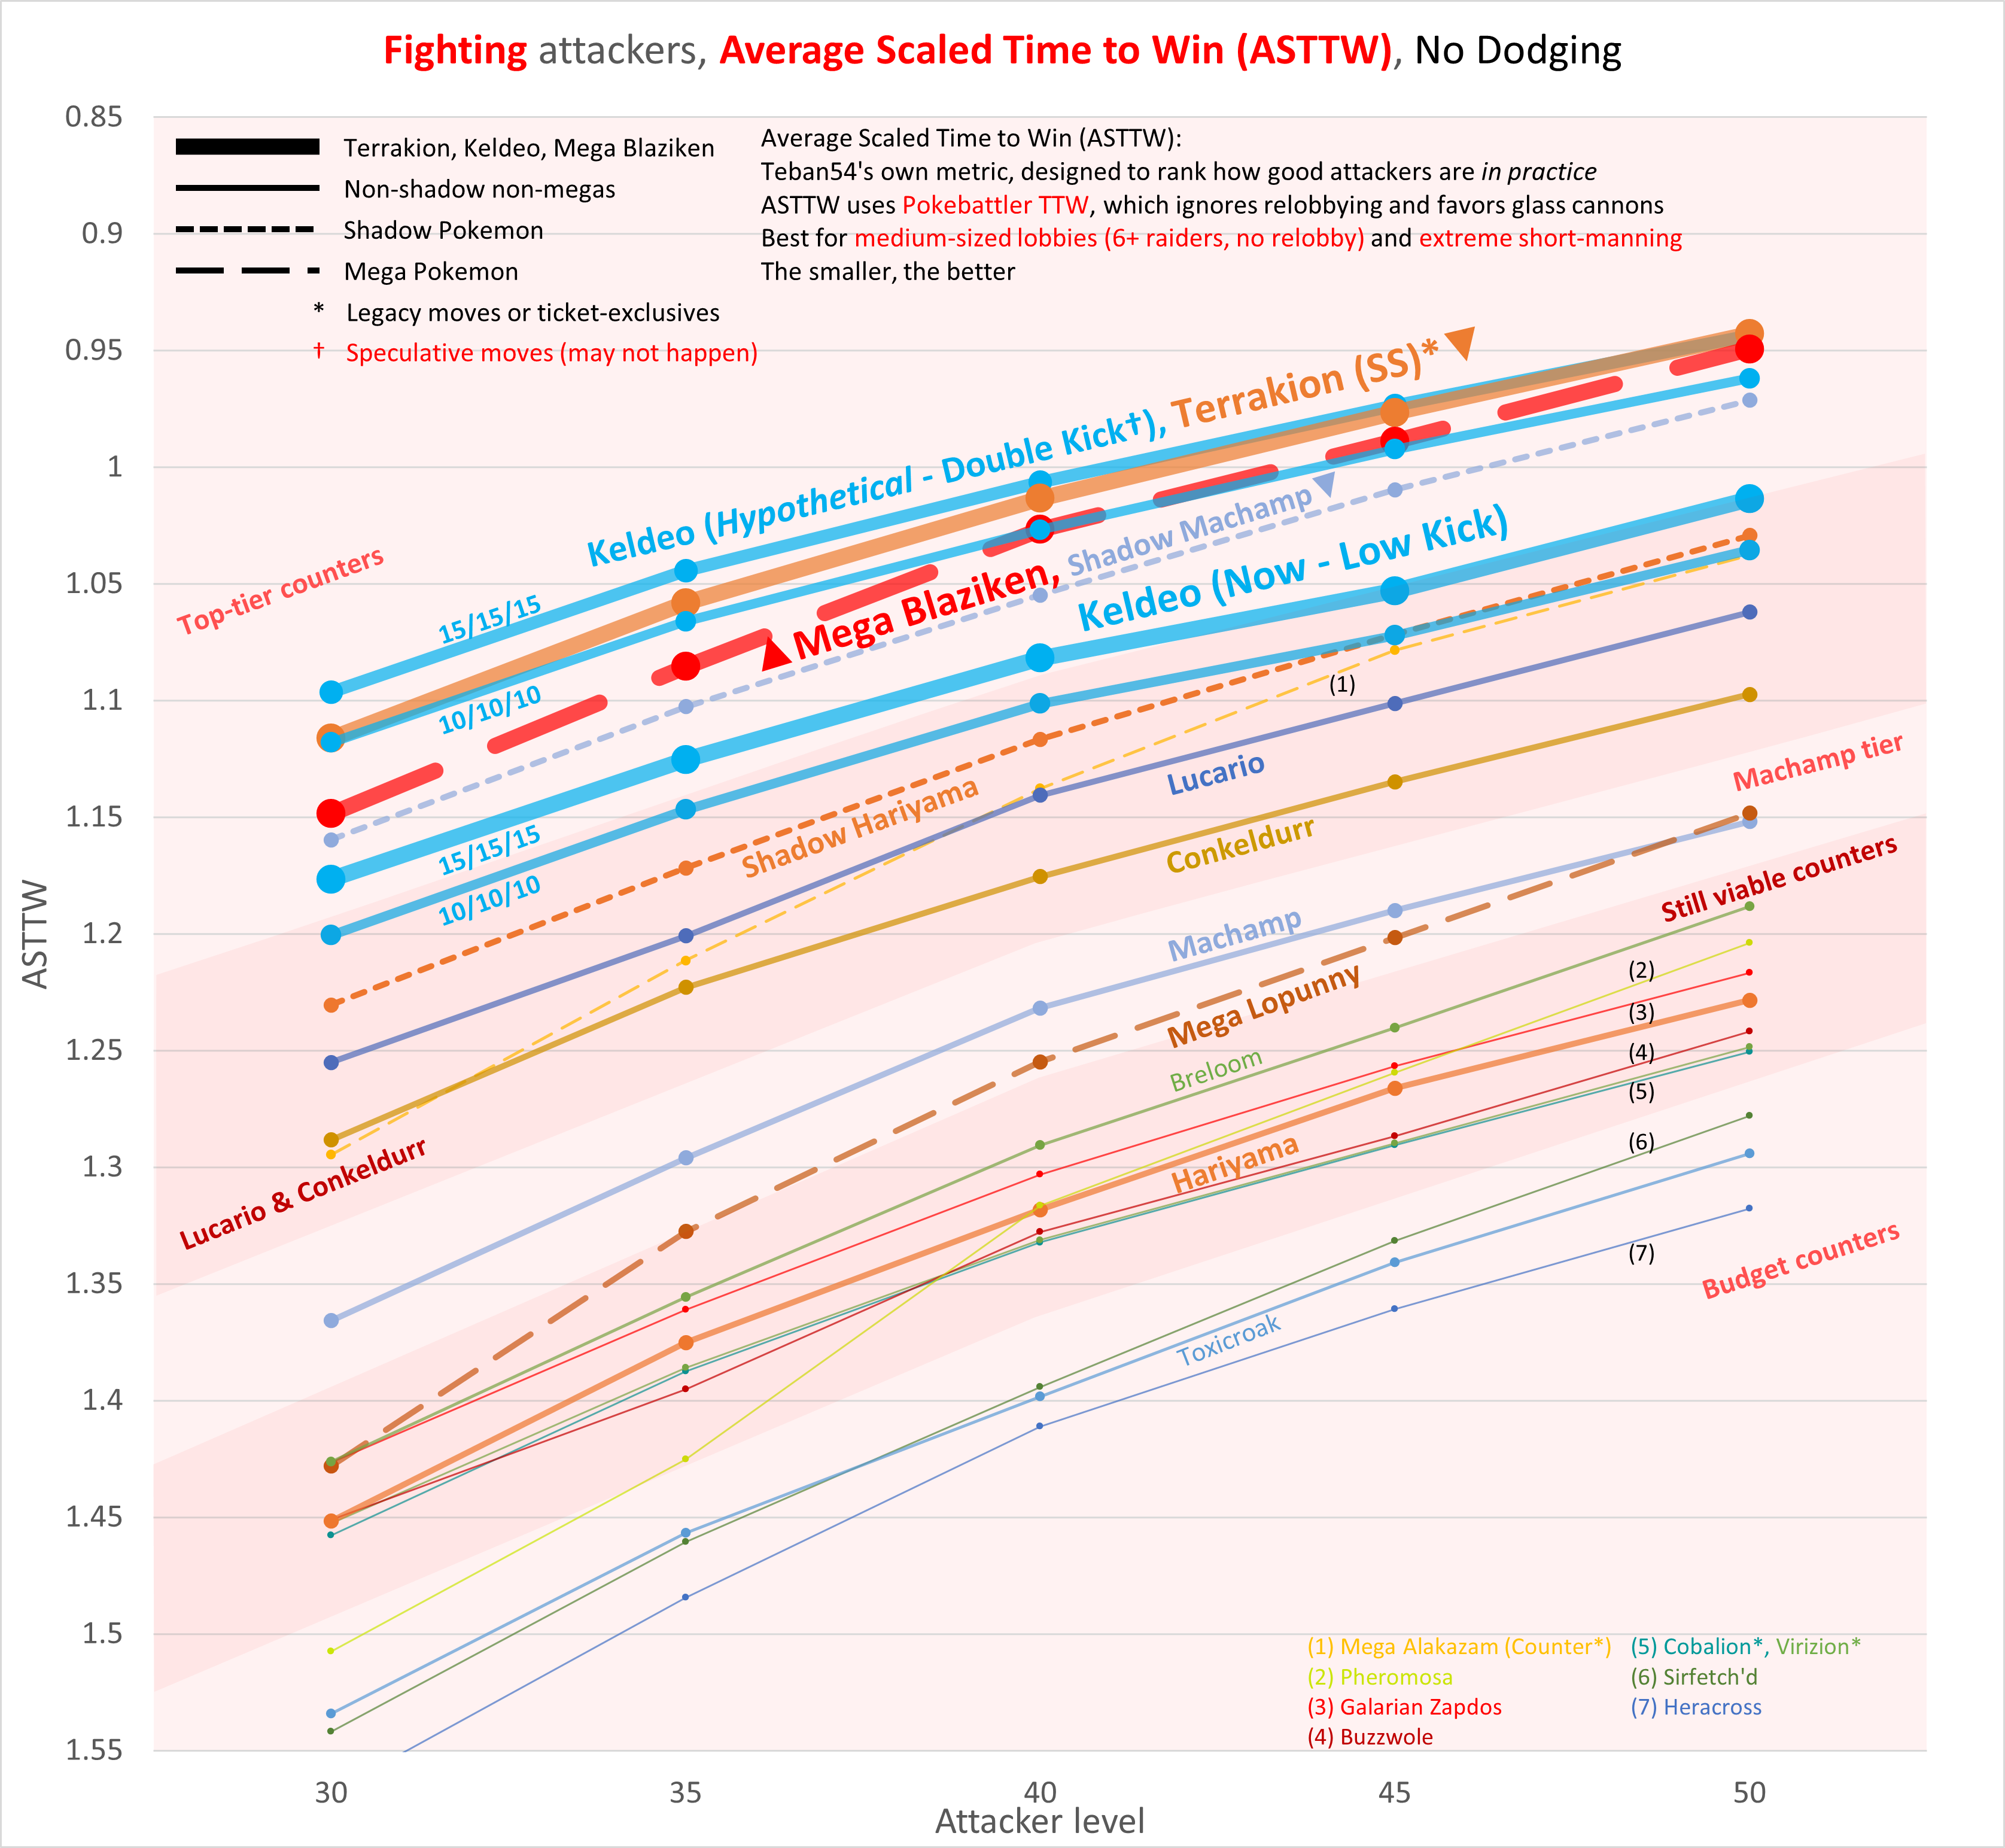 Fighting attackers, Average Scaled Time to Win (ASTTW), No Dodging
0.85
0.9
0.95
1
1.05
1.1
1.15
1.2
1.25
1.3
1.35
1.4
1.45
1.5
1.55
ASTTW
Terrakion, Keldeo, Mega Blaziken
Non-shadow non-megas
Shadow Pokemon
Mega Pokemon
* Legacy moves or ticket-exclusives
† Speculative moves (may not happen)
Average Scaled Time to Win (ASTTW):
Teban54's own metric, designed to rank how good attackers are in practice
ASTTW uses Pokebattler TTW, which ignores relobbying and favors glass cannons
Best for medium-sized lobbies (6+ raiders, no relobby) and extreme short-manning
The smaller, the better
Keldeo (Hypothetical - Double Kick†), Terrakion (SS)*
Top-tier counters
15/15/15
10/10/10
Mega Blaziken, Shadow Machamp
Keldeo (Now - Low Kick)
15/15/15
10/10/10
(1)
Shadow Hariyama
Lucario
Conkeldurr
Machamp tier
Machamp
Still viable counters
Mega Lopunny
Breloom
(2)
(3)
(4)
(5)
(6)
(7)
Lucario & Conkeldurr
Hariyama
Toxicroak
Budget counters
(1) Mega Alakazam (Counter*)
(2) Pheromosa
(3) Galarian Zapdos
(4) Buzzwole
(5) Cobalion*, Virizion*
(6) Sirfetch'd
(7) Heracross
30
35
40
45
50
Attacker level